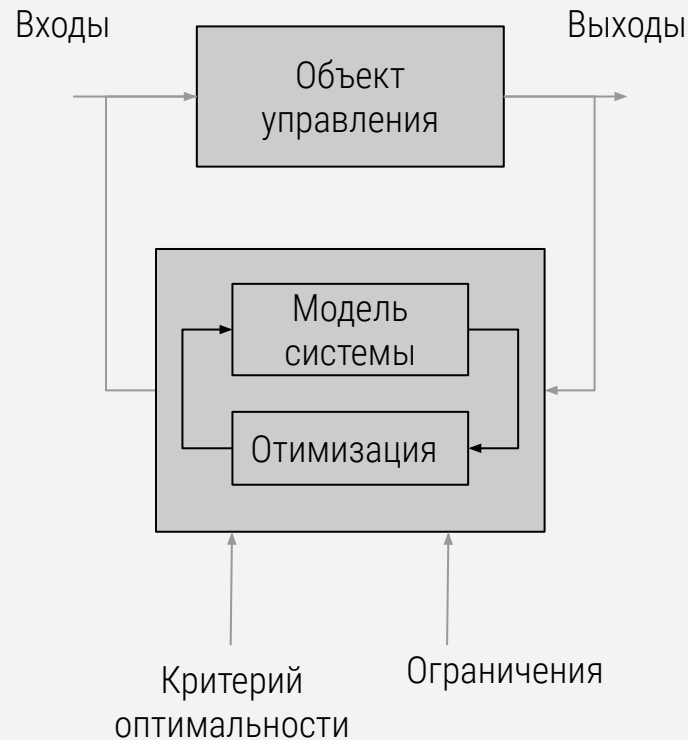 Входы
Выходы
Объект
управления
Модель
системы
Отимизация
Критерий
оптимальности
Ограничения